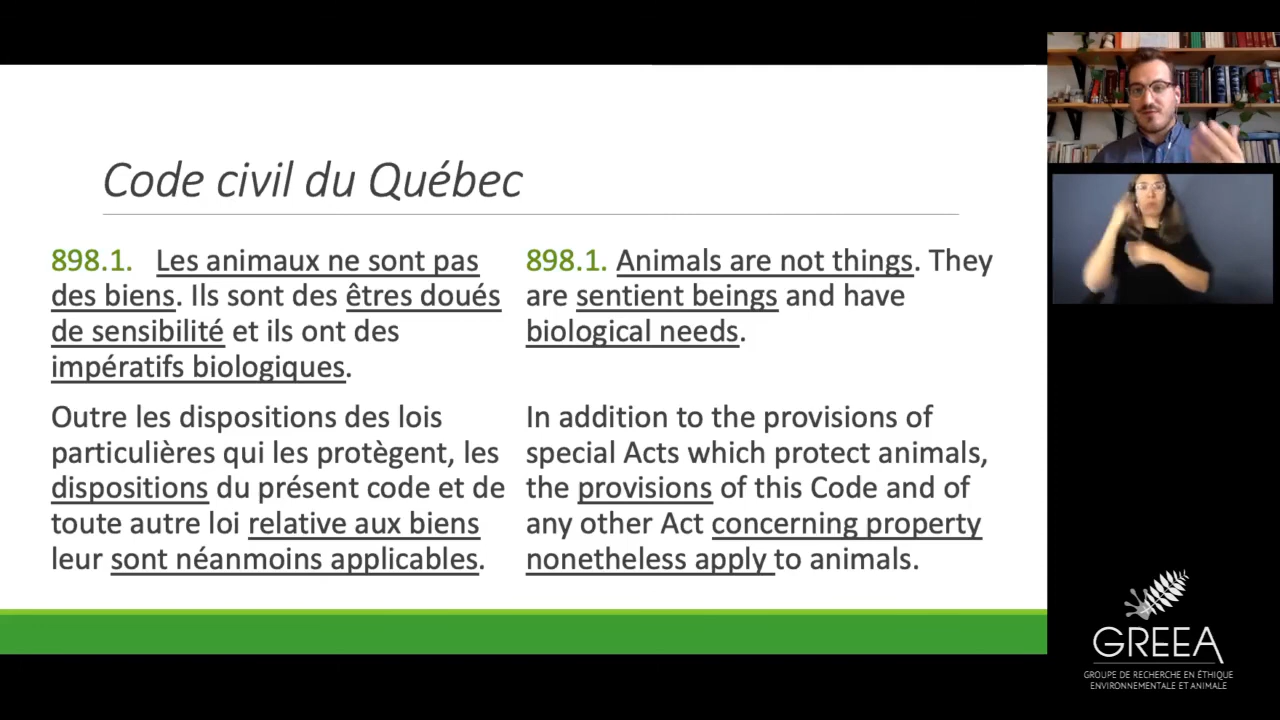 Code civil du Québec
898.1. Les animaux ne sont pas
des biens. Ils sont des êtres doués
de sensibilité et ils ont des
impératifs biologiques.
Outre les dispositions des lois
particulières qui les protègent, les
dispositions du présent code et de
toute autre loi relative aux biens
leur sont néanmoins applicables.
898.1. Animals are not things. They
are sentient beings and have
biological needs.
In addition to the provisions of
special Acts which protect animals,
the provisions of this Code and of
any other Act concerning property
nonetheless apply to animals.
GREEA
GROUPE DE RECHERCHE EN ÉTHIQUE
ENVIRONNEMENTALE ET ANIMALE